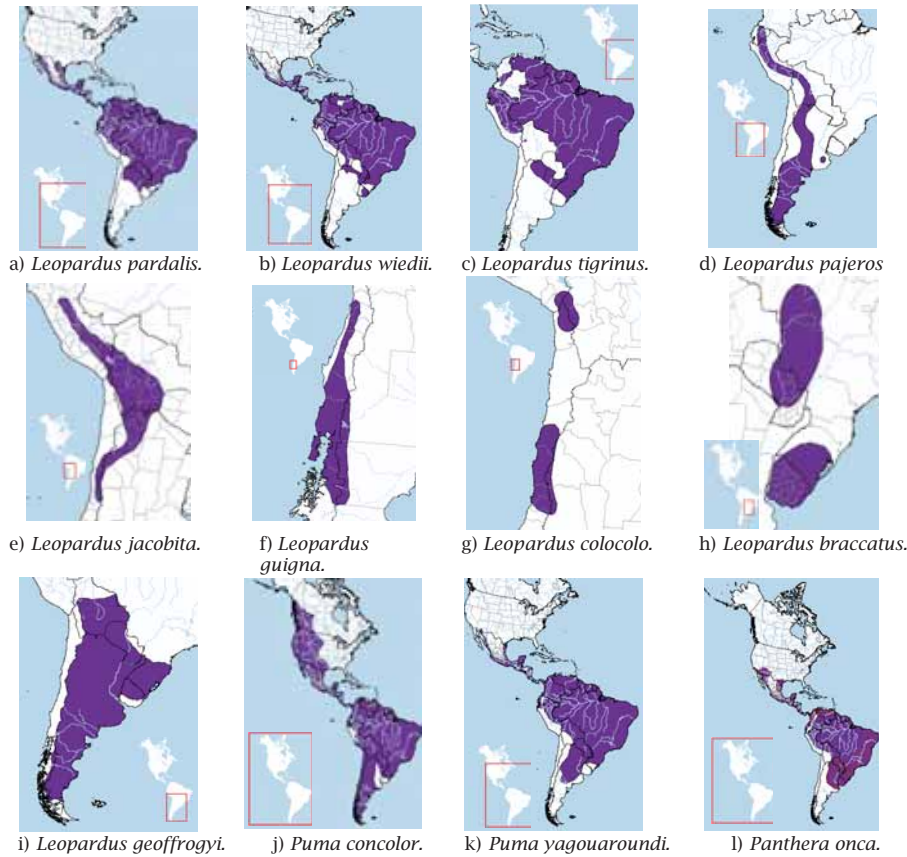 a) Leopardus pardalis.
b) Leopardus wiedii.
c) Leopardus tigrinus.
d) Leopardus pajeros
e) Leopardus jacobita.
f) Leopardus
guigna.
g) Leopardus colocolo.
h) Leopardus braccatus.
i) Leopardus geoffrogyi.
j) Puma concolor.
k) Puma yagouaroundi.
l) Panthera onca.